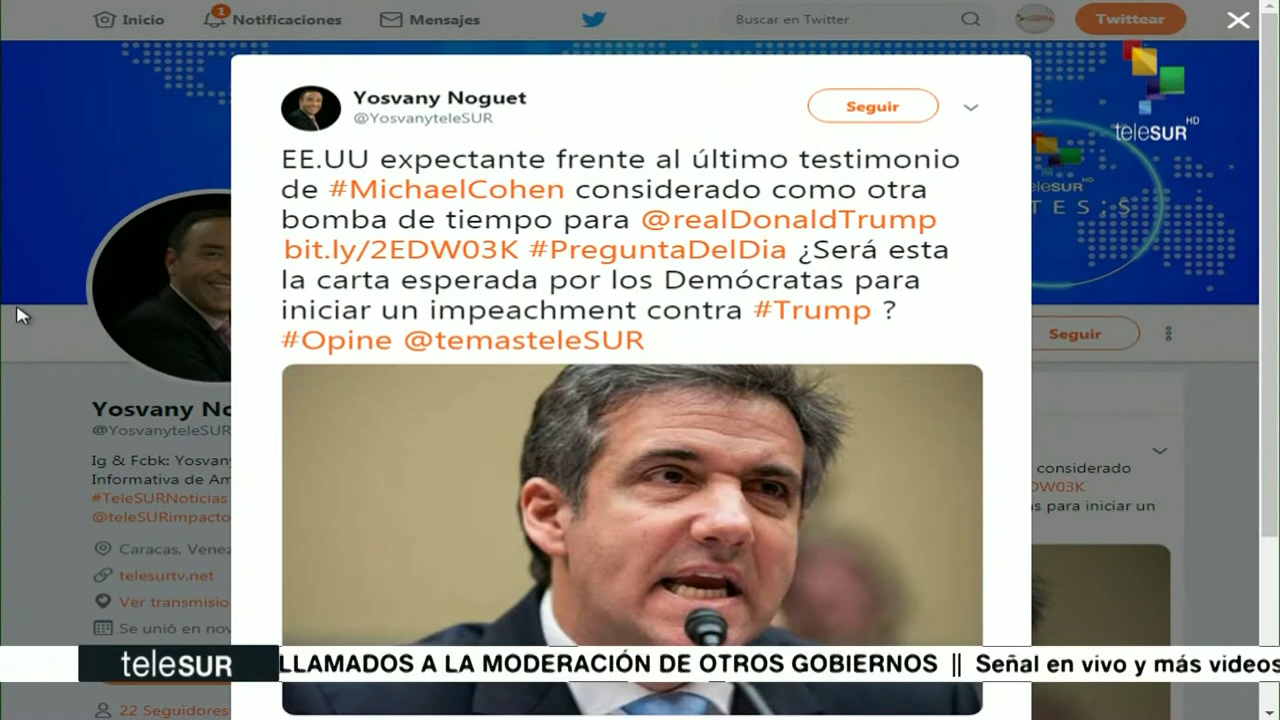 Inicio
1
Notificaciones
Mensajes
Buscar en Twitter
Twittear
teleSUR HD
Yosvany Noguet
@YosvanyteleSUR
Seguir
EE.UU expectante frente al último testimonio
de #MichaelCohen considerado como otra
bomba de tiempo para @realDonaldTrump
bit.ly/2EDW03K #PreguntaDelDia ¿Será esta
la carta esperada por los Demócratas para
iniciar un impeachment contra #Trump ?
#Opine @temasteleSUR
Seguir
Yosvany No
@YosvanyteleSUR
Ig & Fcbk: Yosvany
Informativa de Am
#TeleSURNoticias
@teleSURimpacto
Caracas, Venez
telesurtv.net
Ver transmisio
Se unió en nov
22 Seguidores
considerado
DW03K
s para iniciar un
teleSUR
LLAMADOS A LA MODERACIÓN DE OTROS GOBIERNOS || Señal en vivo y más videos